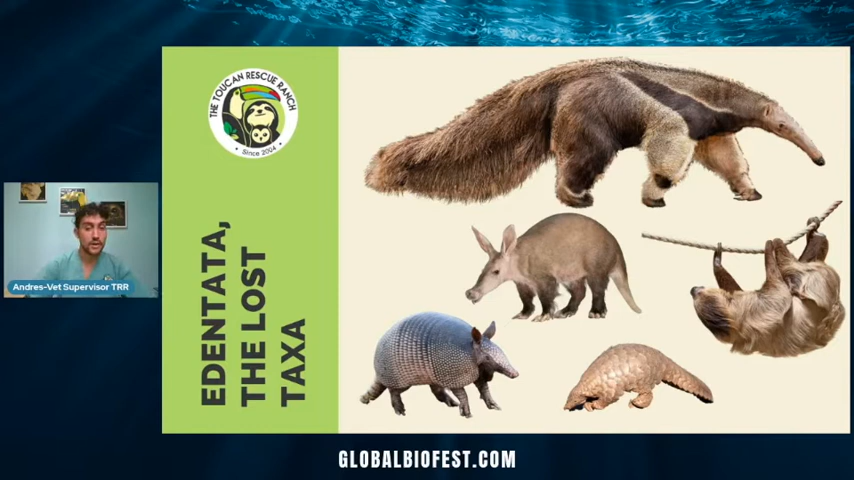 THE TOUCAN RESCUE RANCH
• Since 2004 •
EDENTATA,
THE LOST
TAXA
Andres-Vet Supervisor TRR
GLOBALBIOFEST.COM